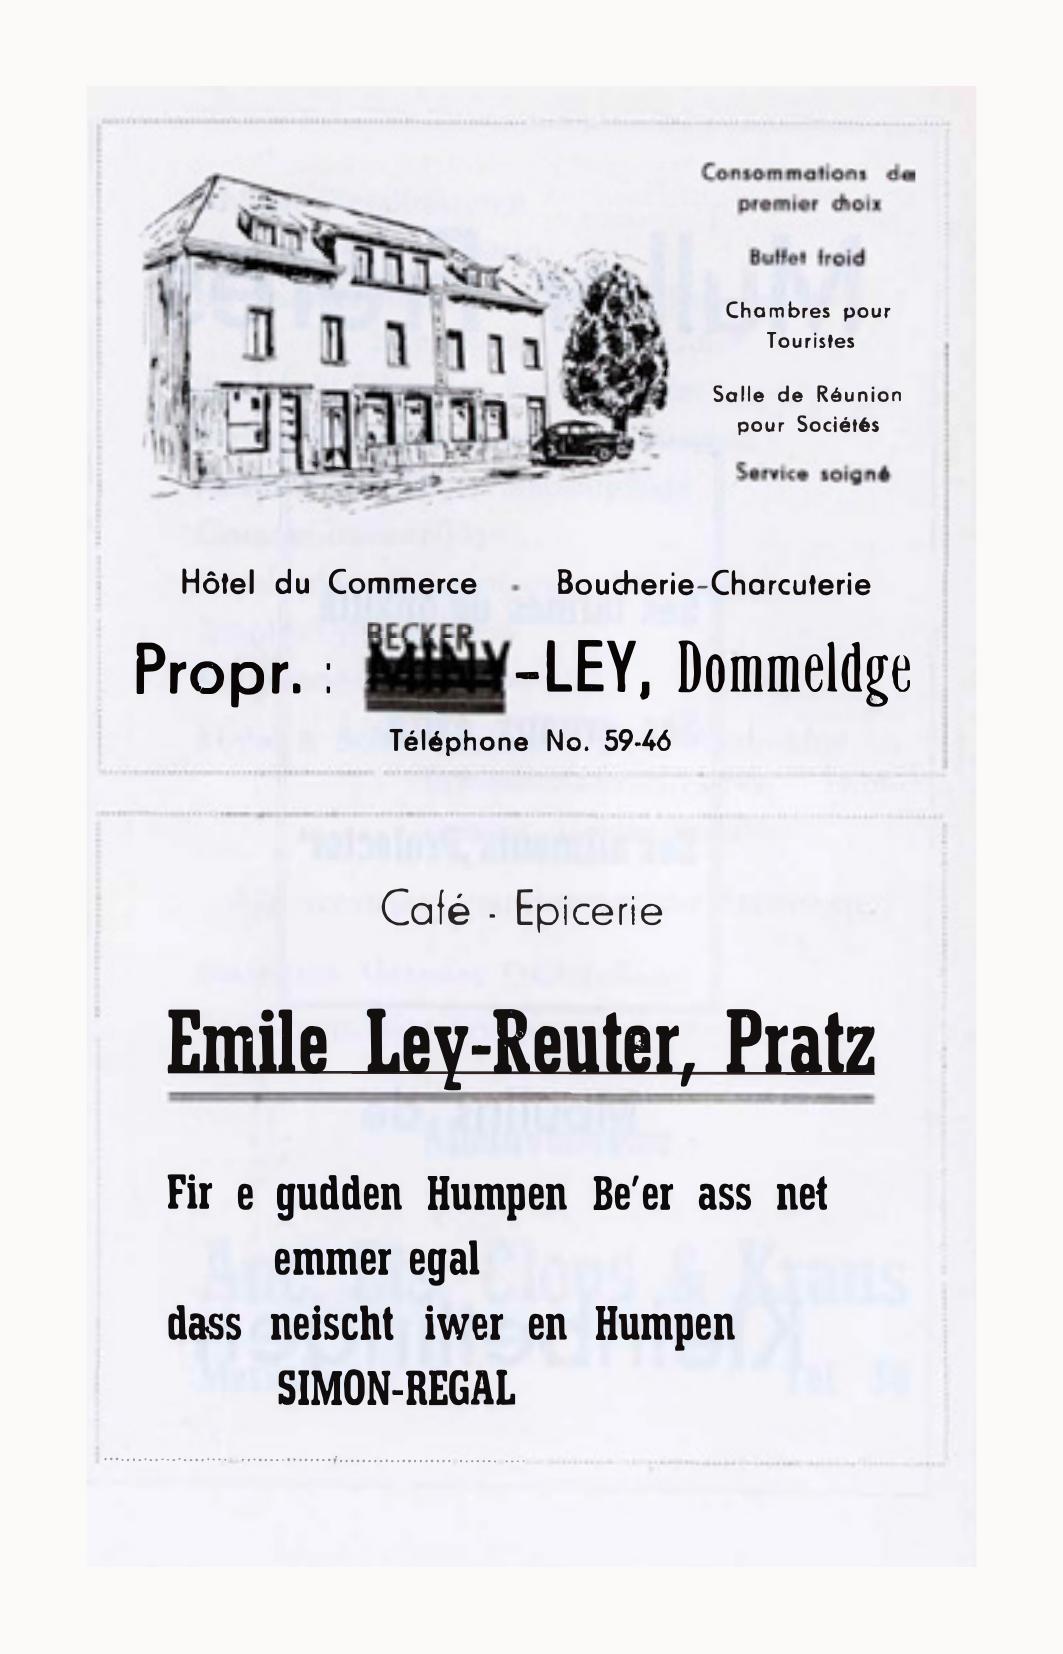 Consommations de
premier choix
Buffet froid
Chambres pour
Touristes
Salle de Réunion
pour Sociétés
Service soigné
Hôtel du Commerce - Boucherie-Charcuterie
BECKER
Propr. : MINY-LEY, Dommeldge
Téléphone No. 59-46
Café - Epicerie
Emile Ley-Reuter, Pratz
Fir e gudden Humpen Be'er ass net
emmer egal
dass neischt iwer en Humpen
SIMON-REGAL